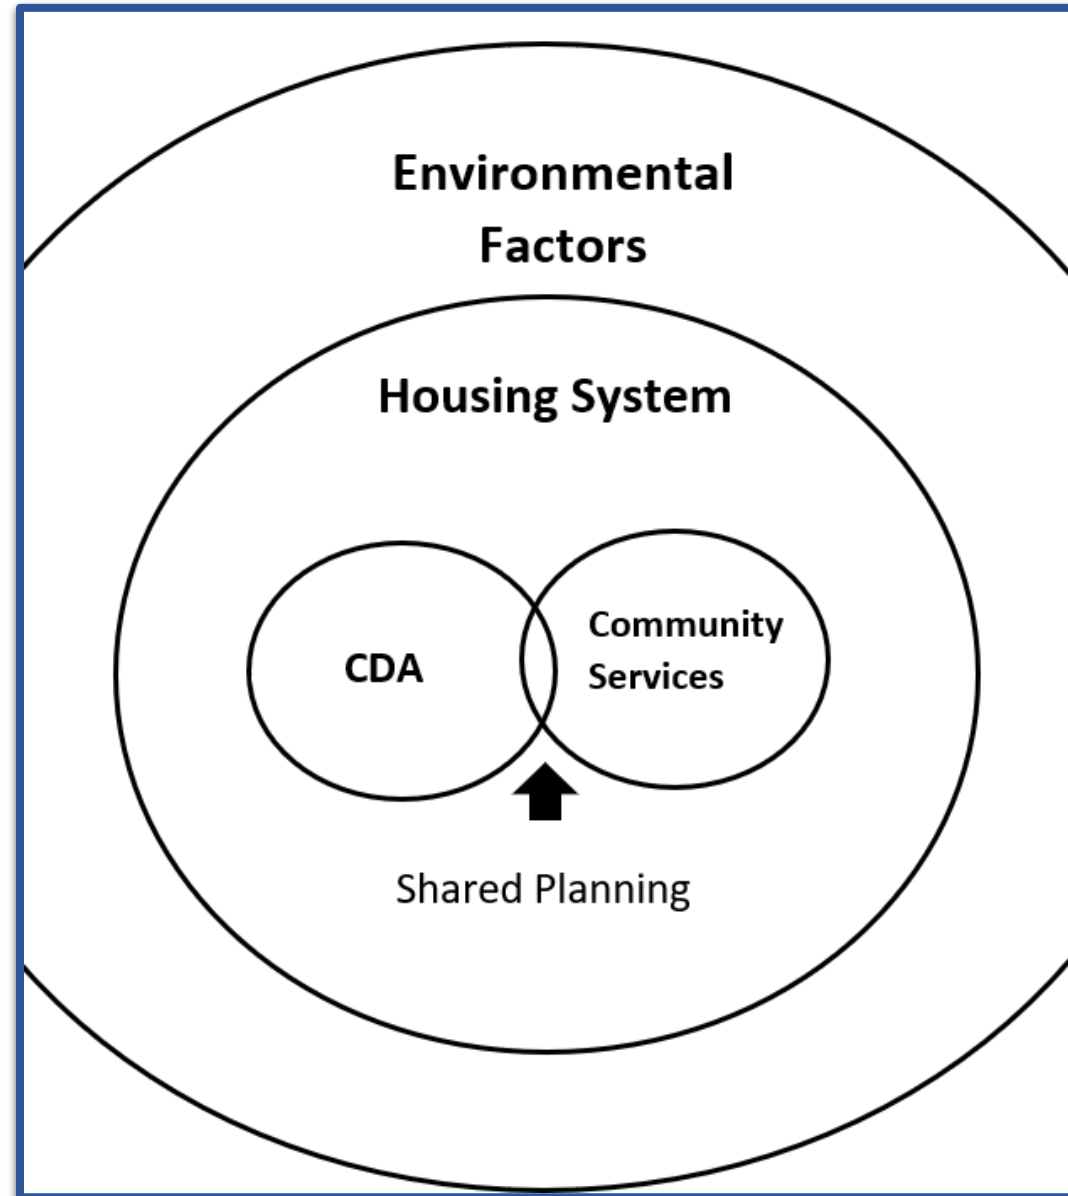 Environmental
Factors
Housing System
CDA
Community
Services
Shared Planning